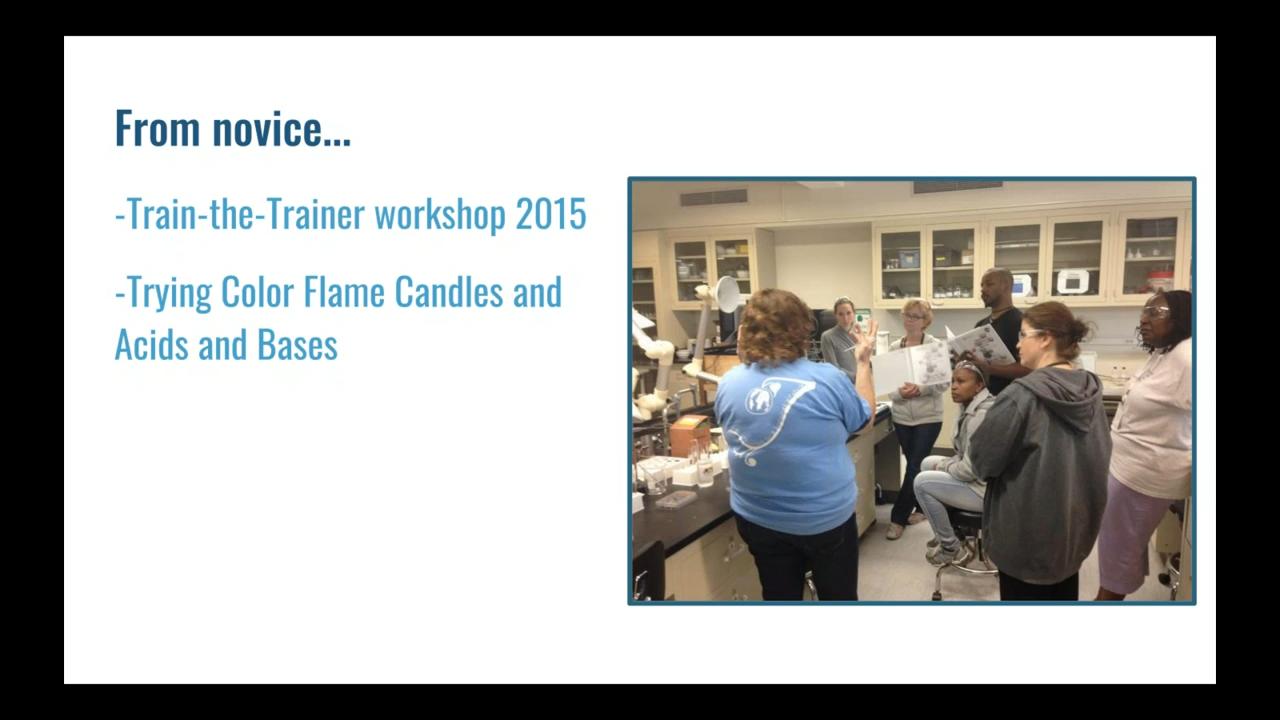 From novice...
-Train-the-Trainer workshop 2015
-Trying Color Flame Candles and
Acids and Bases